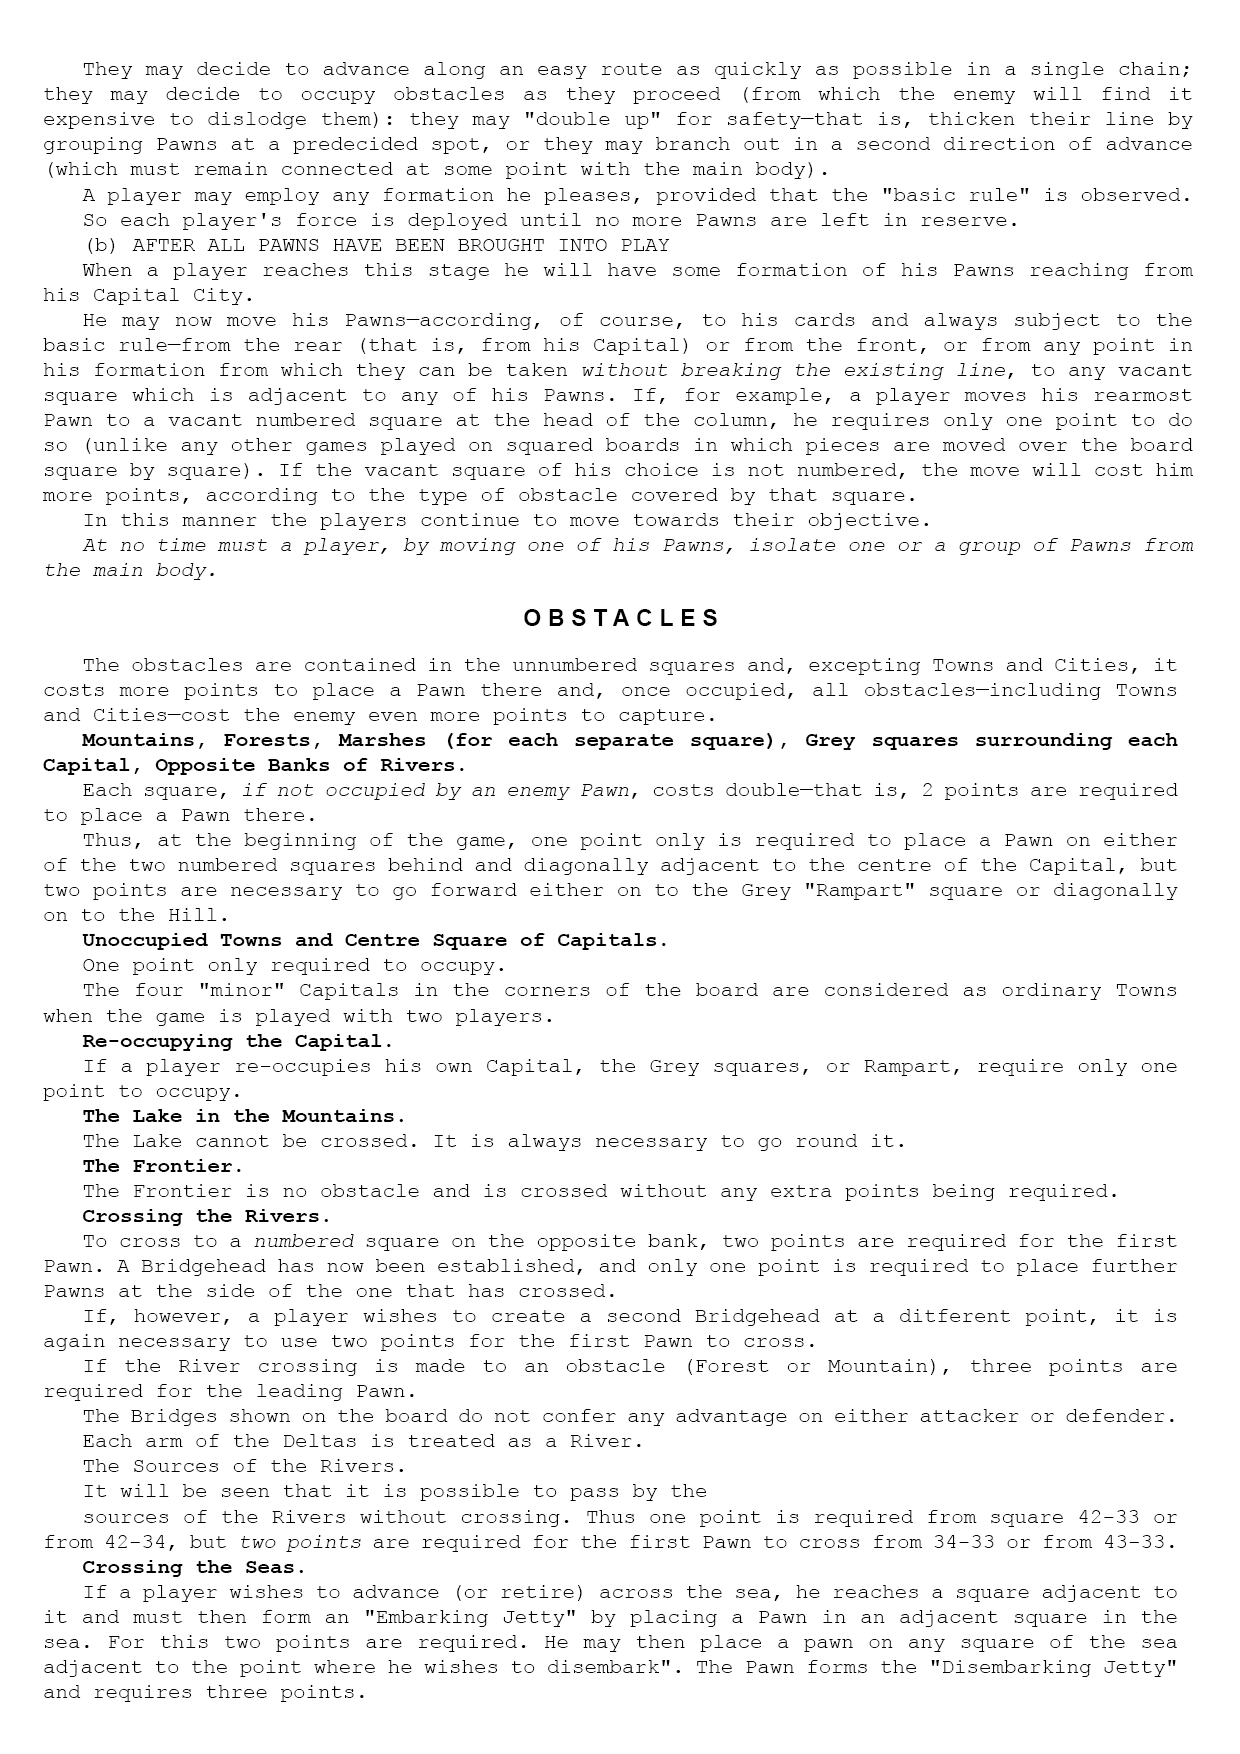 They may decide to advance along an easy route as quickly as possible in a single chain;
they may decide to occupy obstacles as they proceed (from which the enemy will find it
expensive to dislodge them): they may "double up" for safety—that is, thicken their line by
grouping Pawns at a predecided spot, or they may branch out in a second direction of advance
(which must remain connected at some point with the main body).
A player may employ any formation he pleases, provided that the "basic rule" is observed.
So each player's force is deployed until no more Pawns are left in reserve.
(b) AFTER ALL PAWNS HAVE BEEN BROUGHT INTO PLAY
When a player reaches this stage he will have some formation of his Pawns reaching from
his Capital City.
He may now move his Pawns—according, of course, to his cards and always subject to the
basic rule—from the rear (that is, from his Capital) or from the front, or from any point in
his formation from which they can be taken without breaking the existing line, to any vacant
square which is adjacent to any of his Pawns. If, for example, a player moves his rearmost
Pawn to a vacant numbered square at the head of the column, he requires only one point to do
so (unlike any other games played on squared boards in which pieces are moved over the board
square by square). If the vacant square of his choice is not numbered, the move will cost him
more points, according to the type of obstacle covered by that square.
In this manner the players continue to move towards their objective.
At no time must a player, by moving one of his Pawns, isolate one or a group of Pawns from
the main body.
OBSTACLES
The obstacles are contained in the unnumbered squares and, excepting Towns and Cities, it
costs more points to place a Pawn there and, once occupied, all obstacles—including Towns
and Cities—cost the enemy even more points to capture.
Mountains, Forests, Marshes (for each separate square), Grey squares surrounding each
Capital, Opposite Banks of Rivers.
Each square, if not occupied by an enemy Pawn, costs double—that is, 2 points are required
to place a Pawn there.
Thus, at the beginning of the game, one point only is required to place a Pawn on either
of the two numbered squares behind and diagonally adjacent to the centre of the Capital, but
two points are necessary to go forward either on to the Grey "Rampart" square or diagonally
on to the Hill.
Unoccupied Towns and Centre Square of Capitals.
One point only required to occupy.
The four "minor" Capitals in the corners of the board are considered as ordinary Towns
when the game is played with two players.
Re-occupying the Capital.
If a player re-occupies his own Capital, the Grey squares, or Rampart, require only one
point to occupy.
The Lake in the Mountains.
The Lake cannot be crossed. It is always necessary to go round it.
The Frontier.
The Frontier is no obstacle and is crossed without any extra points being required.
Crossing the Rivers.
To cross to a numbered square on the opposite bank, two points are required for the first
Pawn. A Bridgehead has now been established, and only one point is required to place further
Pawns at the side of the one that has crossed.
If, however, a player wishes to create a second Bridgehead at a ditferent point, it is
again necessary to use two points for the first Pawn to cross.
If the River crossing is made to an obstacle (Forest or Mountain), three points are
required for the leading Pawn.
The Bridges shown on the board do not confer any advantage on either attacker or defender.
Each arm of the Deltas is treated as a River.
The Sources of the Rivers.
It will be seen that it is possible to pass by the
sources of the Rivers without crossing. Thus one point is required from square 42-33 or
from 42-34, but two points are required for the first Pawn to cross from 34-33 or from 43-33.
Crossing the Seas.
If a player wishes to advance (or retire) across the sea, he reaches a square adjacent to
it and must then form an "Embarking Jetty" by placing a Pawn in an adjacent square in the
sea. For this two points are required. He may then place a pawn on any square of the sea
adjacent to the point where he wishes to disembark". The Pawn forms the "Disembarking Jetty"
and requires three points.